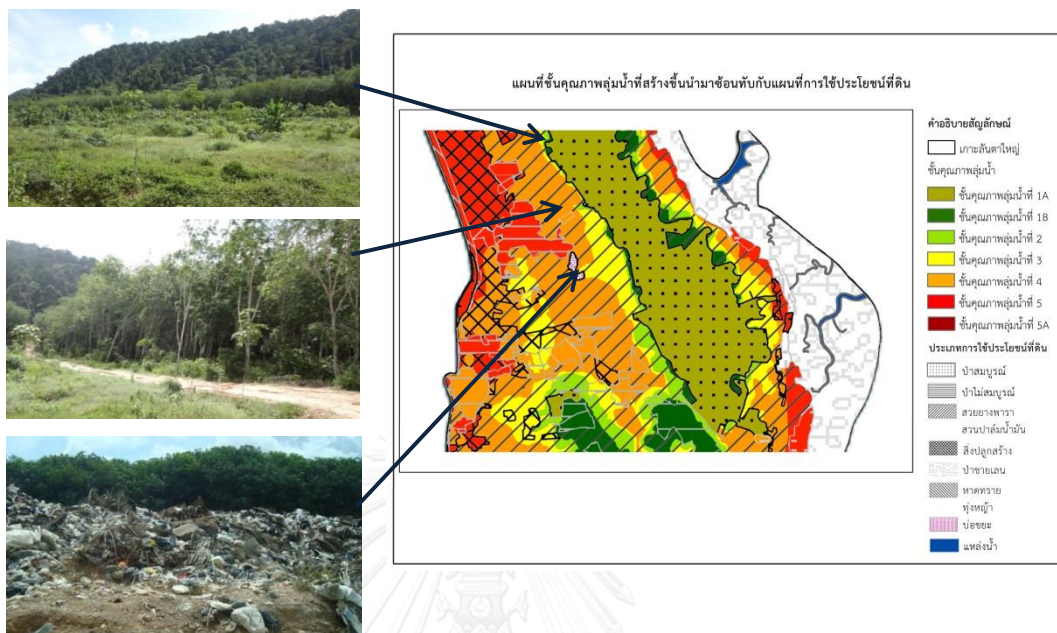 แผนที่ชั้นคุณภาพลุ่มน้ำที่สร้างขึ้นนำมาซ้อนทับกับแผนที่การใช้ประโยชน์ที่ดิน
คำอธิบายสัญลักษณ์
เกาะลันตาใหญ่
ชั้นคุณภาพลุ่มน้ำ
ชั้นคุณภาพลุ่มน้ำที่ 1A
ชั้นคุณภาพลุ่มน้ำที่ 1B
ชั้นคุณภาพลุ่มน้ำที่ 2
ชั้นคุณภาพลุ่มน้ำที่ 3
ชั้นคุณภาพลุ่มน้ำที่ 4
ชั้นคุณภาพลุ่มน้ำที่ 5
ชั้นคุณภาพลุ่มน้ำที่ 5A
ประเภทการใช้ประโยชน์ที่ดิน
ป่าสมบูรณ์
ป่าไม่สมบูรณ์
สวยยางพารา
สวนปาล์มน้ำมัน
สิ่งปลูกสร้าง
ป่าชายเลน
หาดทราย
ทุ่งหญ้า
บ่อขยะ
แหล่งน้ำ